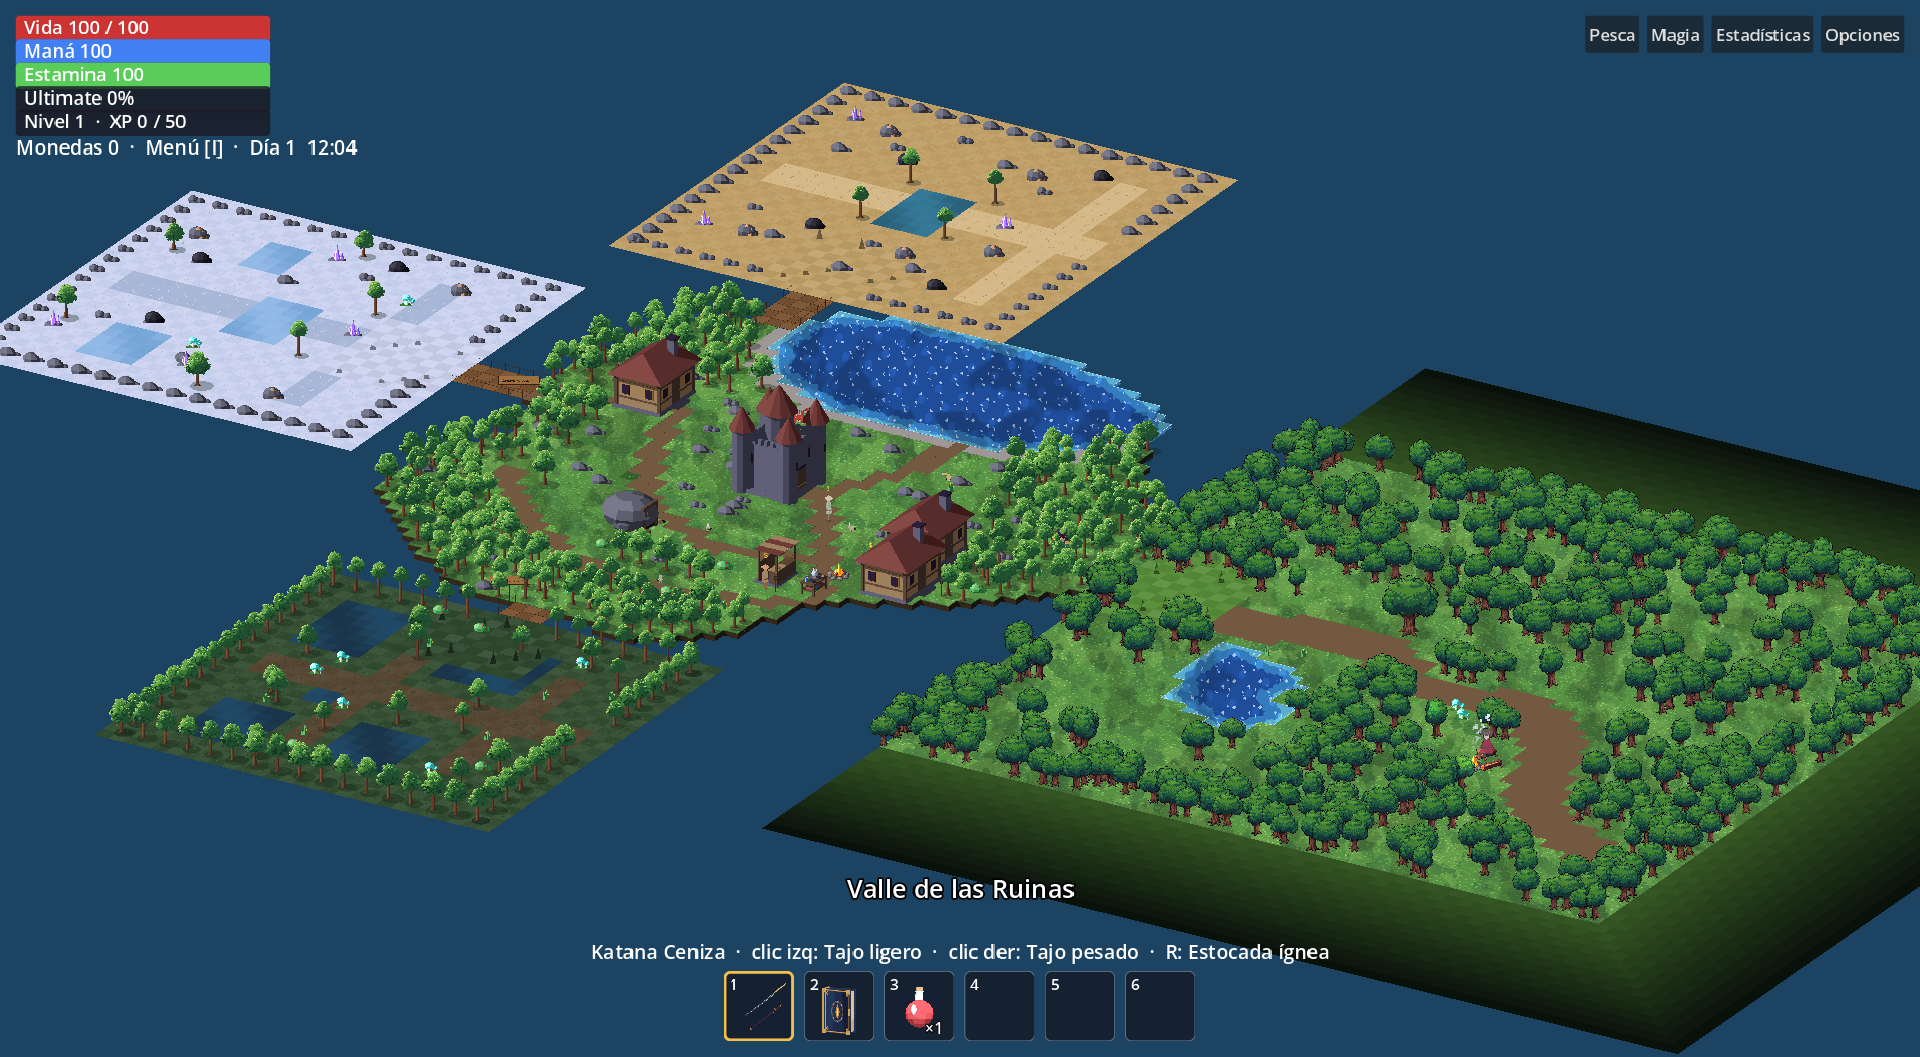 Vida 100 / 100
Maná 100
Estamina 100
Ultimate 0%
Nivel 1 · XP 0 / 50
Monedas 0 · Menú [I] · Día 1 12:04
Pesca Magia Estadísticas Opciones
Valle de las Ruinas
Katana Ceniza · clic izq: Tajo ligero · clic der: Tajo pesado · R: Estocada ígnea
1 2 3 4 5 6
×1